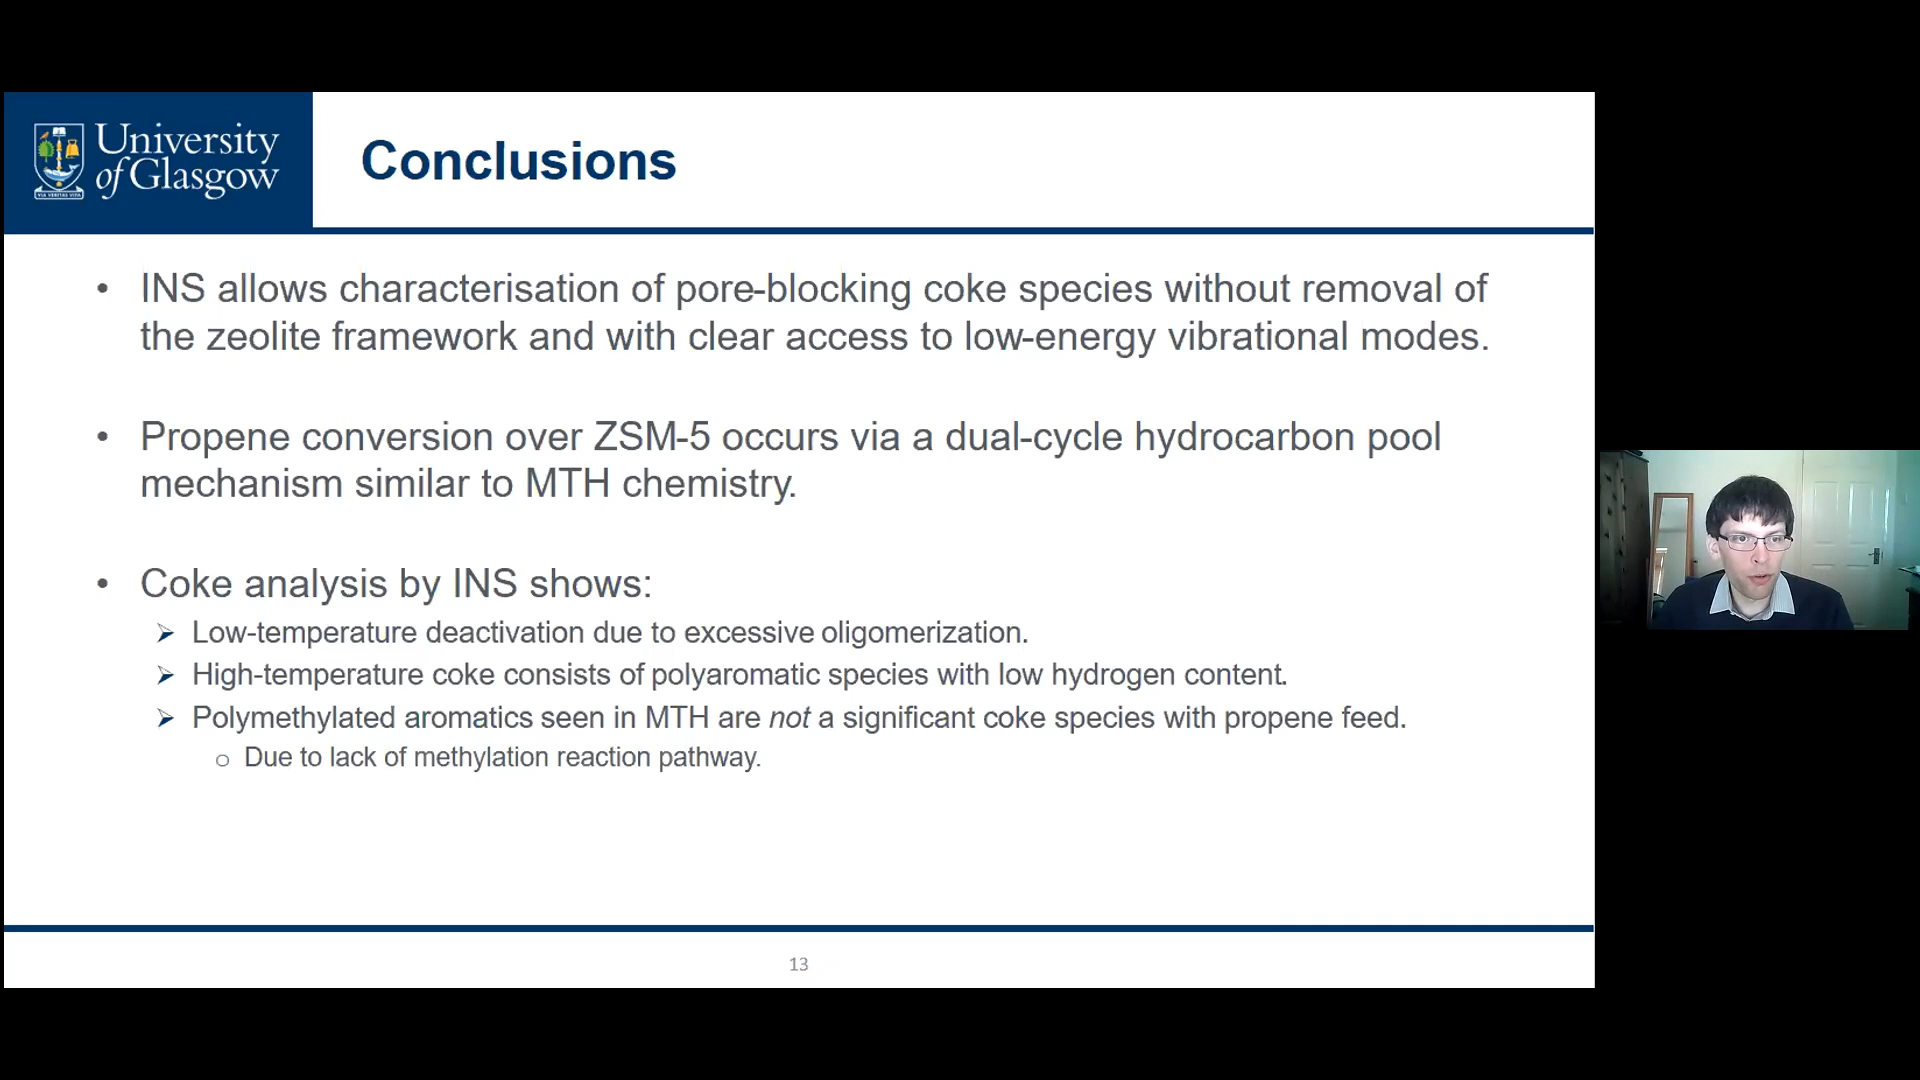 University
of Glasgow
Conclusions
• INS allows characterisation of pore-blocking coke species without removal of
the zeolite framework and with clear access to low-energy vibrational modes.
• Propene conversion over ZSM-5 occurs via a dual-cycle hydrocarbon pool
mechanism similar to MTH chemistry.
• Coke analysis by INS shows:
➢ Low-temperature deactivation due to excessive oligomerization.
➢ High-temperature coke consists of polyaromatic species with low hydrogen content.
➢ Polymethylated aromatics seen in MTH are not a significant coke species with propene feed.
o Due to lack of methylation reaction pathway.
13